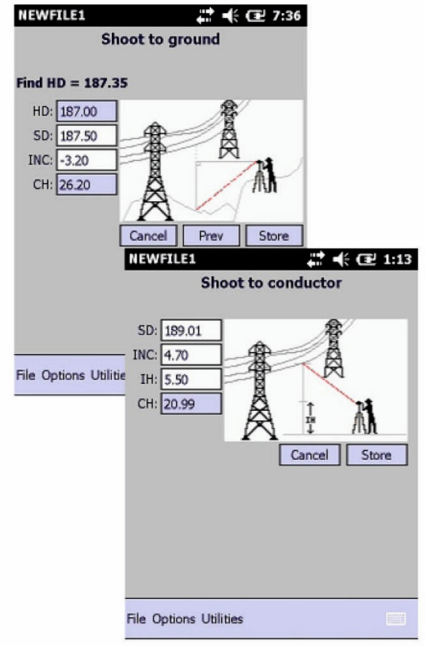 NEWFILE1 7:36
Shoot to ground
Find HD = 187.35
HD: 187.00
SD: 187.50
INC: -3.20
CH: 26.20
Cancel Prev Store
File Options Utilitie
NEWFILE1 1:13
Shoot to conductor
SD: 189.01
INC: 4.70
IH: 5.50
CH: 20.99
IH
Cancel Store
File Options Utilities